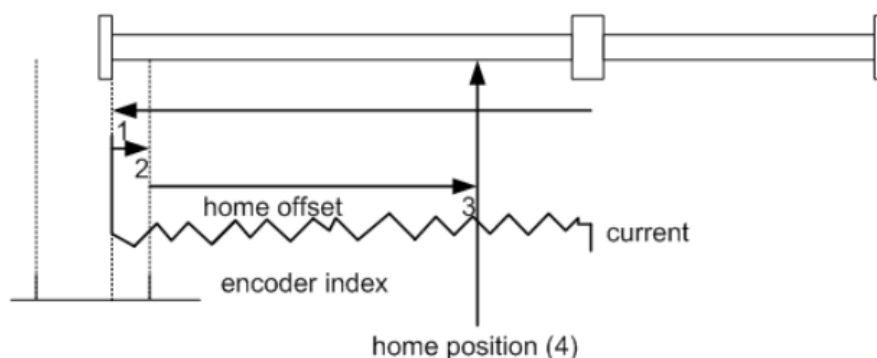 1
2
home offset
3
current
encoder index
home position (4)